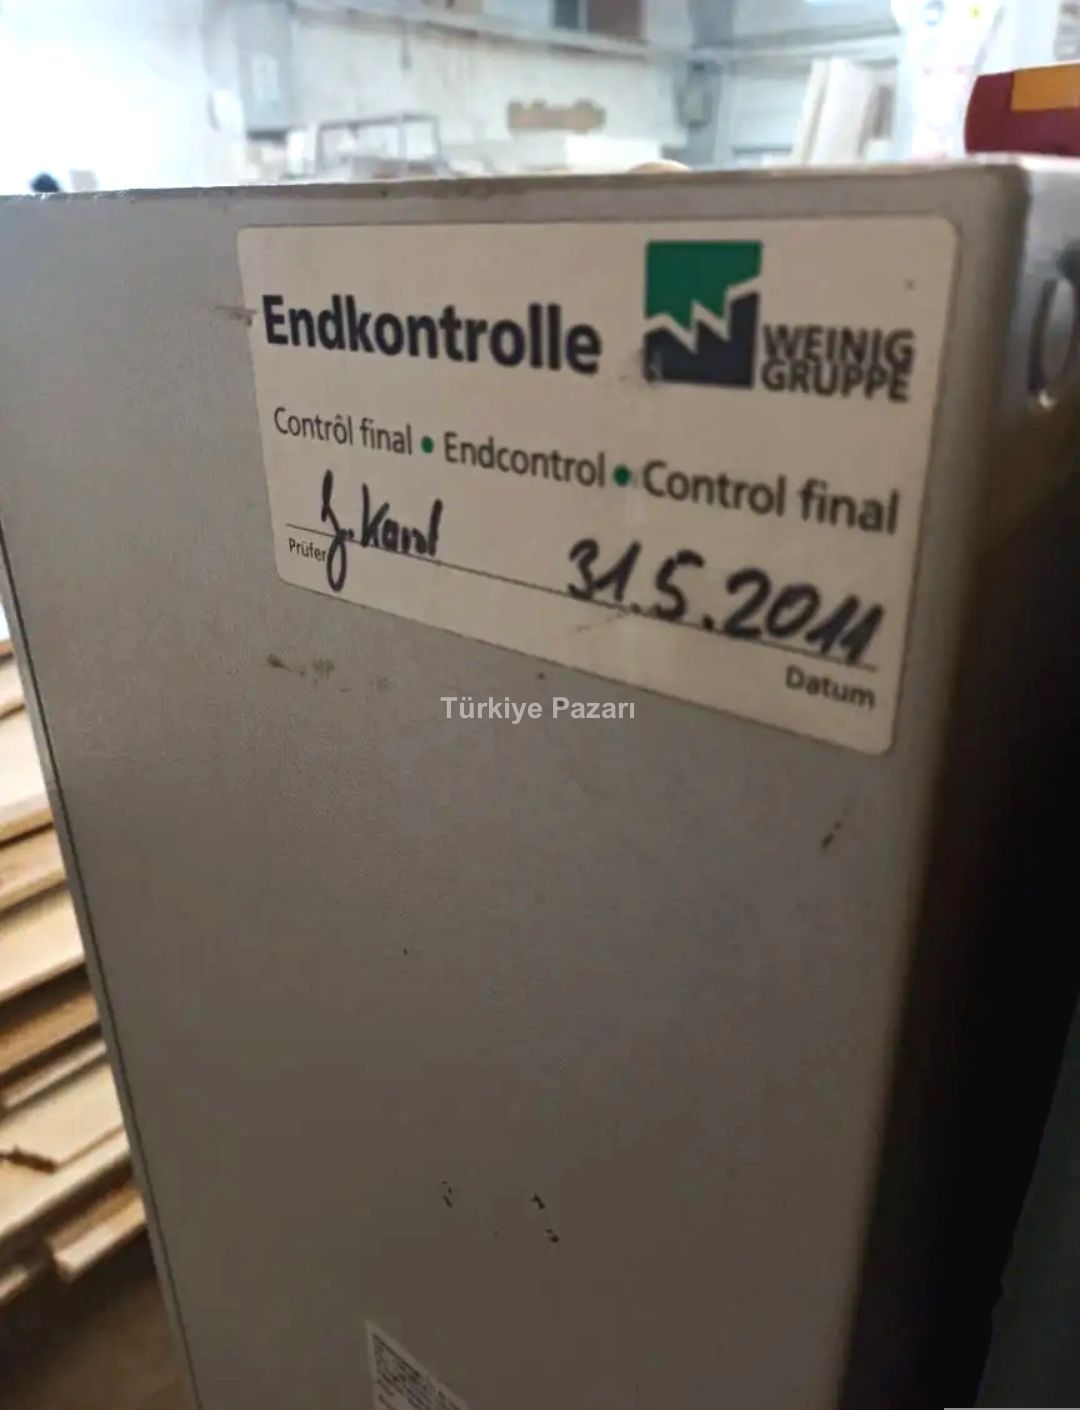 Endkontrolle
WEINIG
GRUPPE
Contrôl final • Endcontrol • Control final
31.5.2011
Prüfer
Datum
Türkiye Pazarı